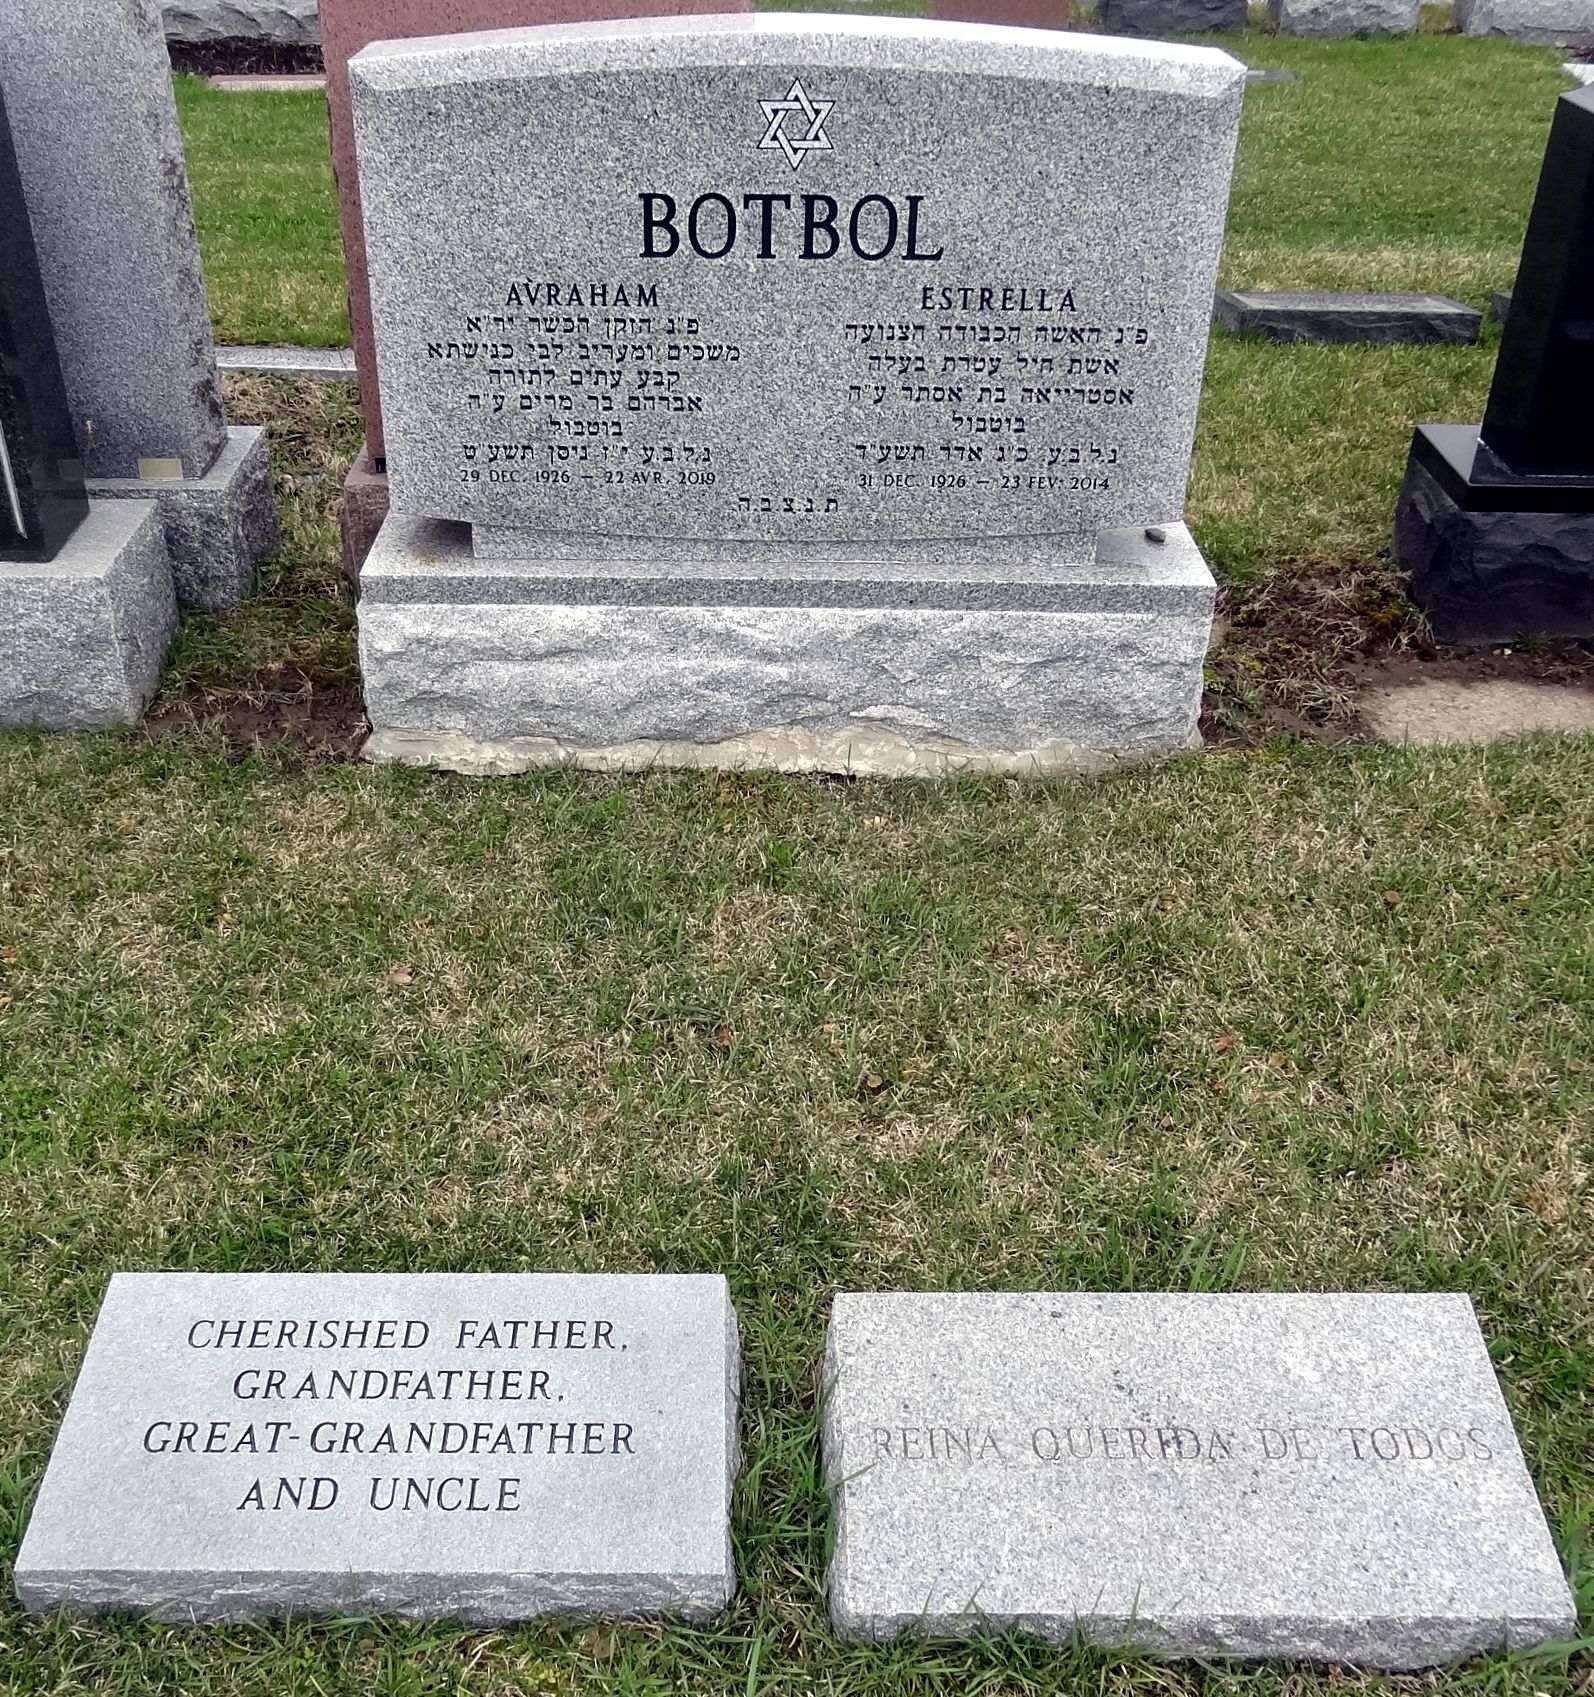 BOTBOL
AVRAHAM
פ"נ הזקן הכשר יר"א
משכים ומעריב לבי כנישתא
קבע עתים לתורה
אברהם בר מרים ע"ה
בוטבול
נ.ל.ב.ע. י"ז ניסן תשע"ט
29 DEC. 1926 – 22 AVR. 2019
ESTRELLA
פ"נ האשה הכבודה הצנועה
אשת חיל עטרת בעלה
אסטרייאה בת אסתר ע"ה
בוטבול
נ.ל.ב.ע. כ"ג אדר תשע"ד
31 DEC. 1926 – 23 FEV. 2014
ת.נ.צ.ב.ה.
CHERISHED FATHER,
GRANDFATHER,
GREAT-GRANDFATHER
AND UNCLE
REINA QUERIDA DE TODOS